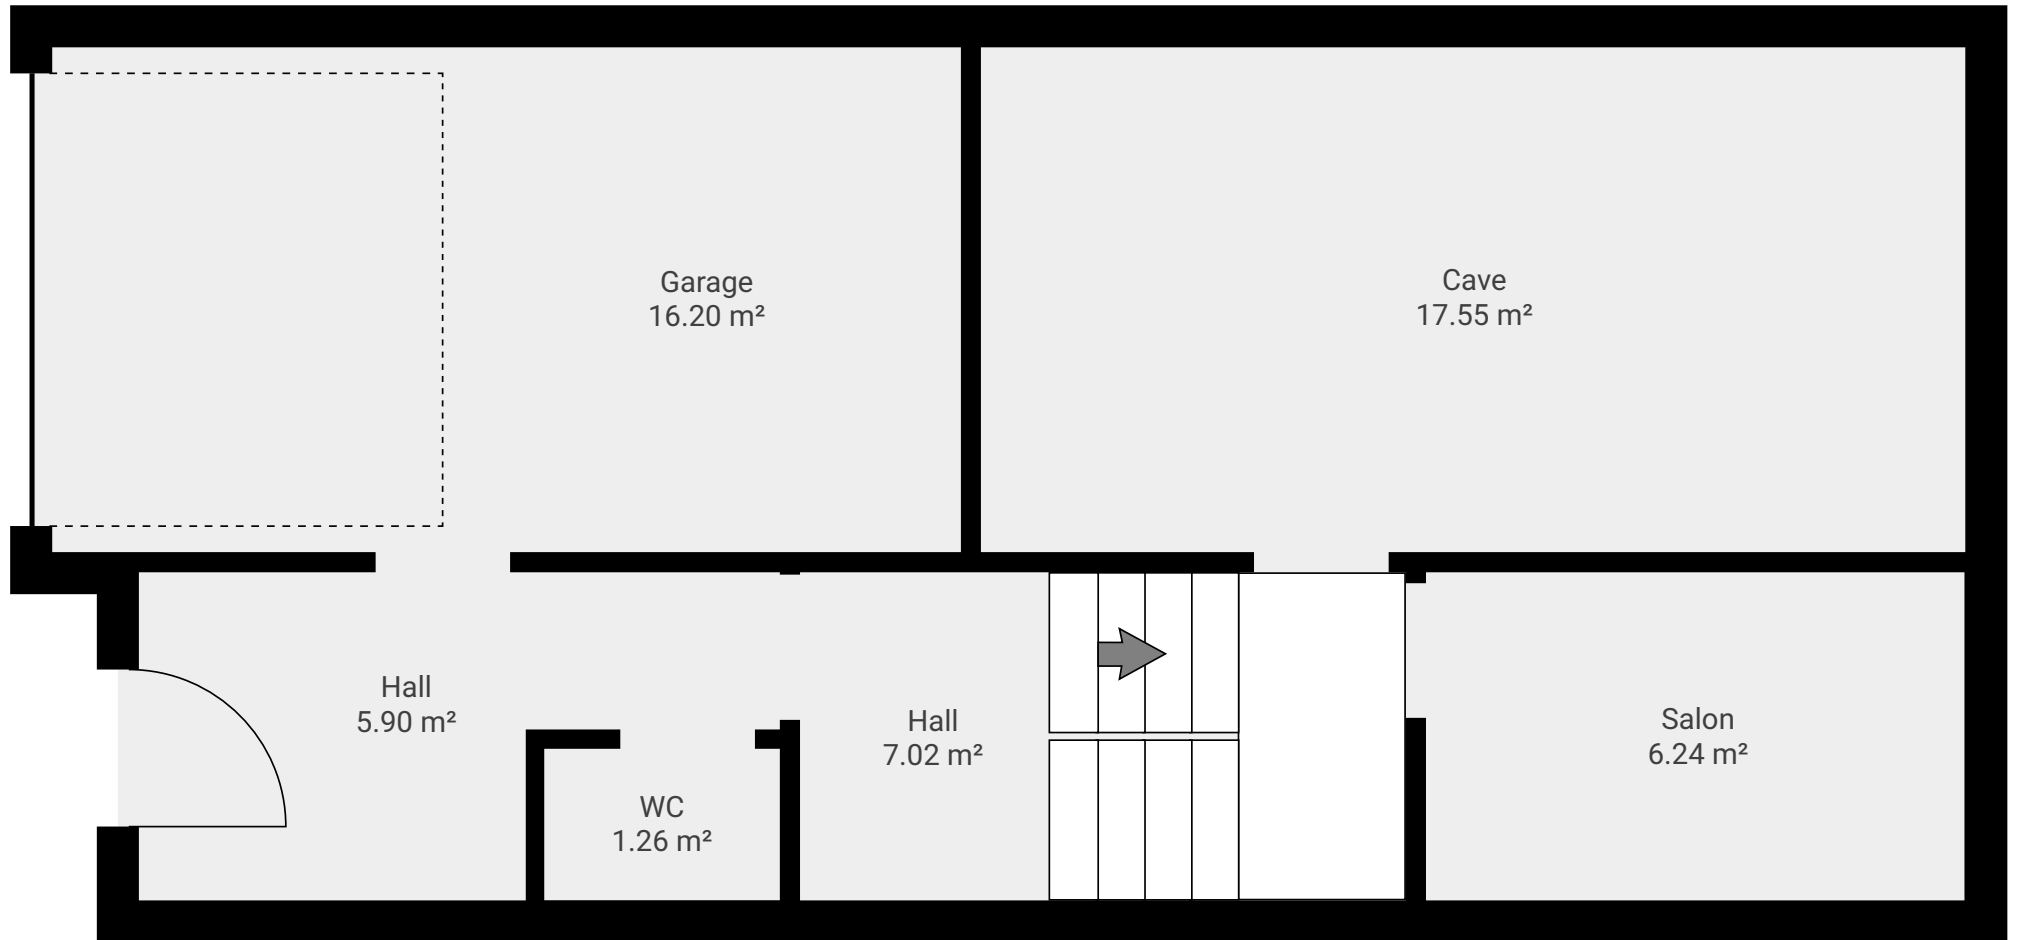 Garage
16.20 m²
Cave
17.55 m²
Hall
5.90 m²
Hall
7.02 m²
Salon
6.24 m²
WC
1.26 m²